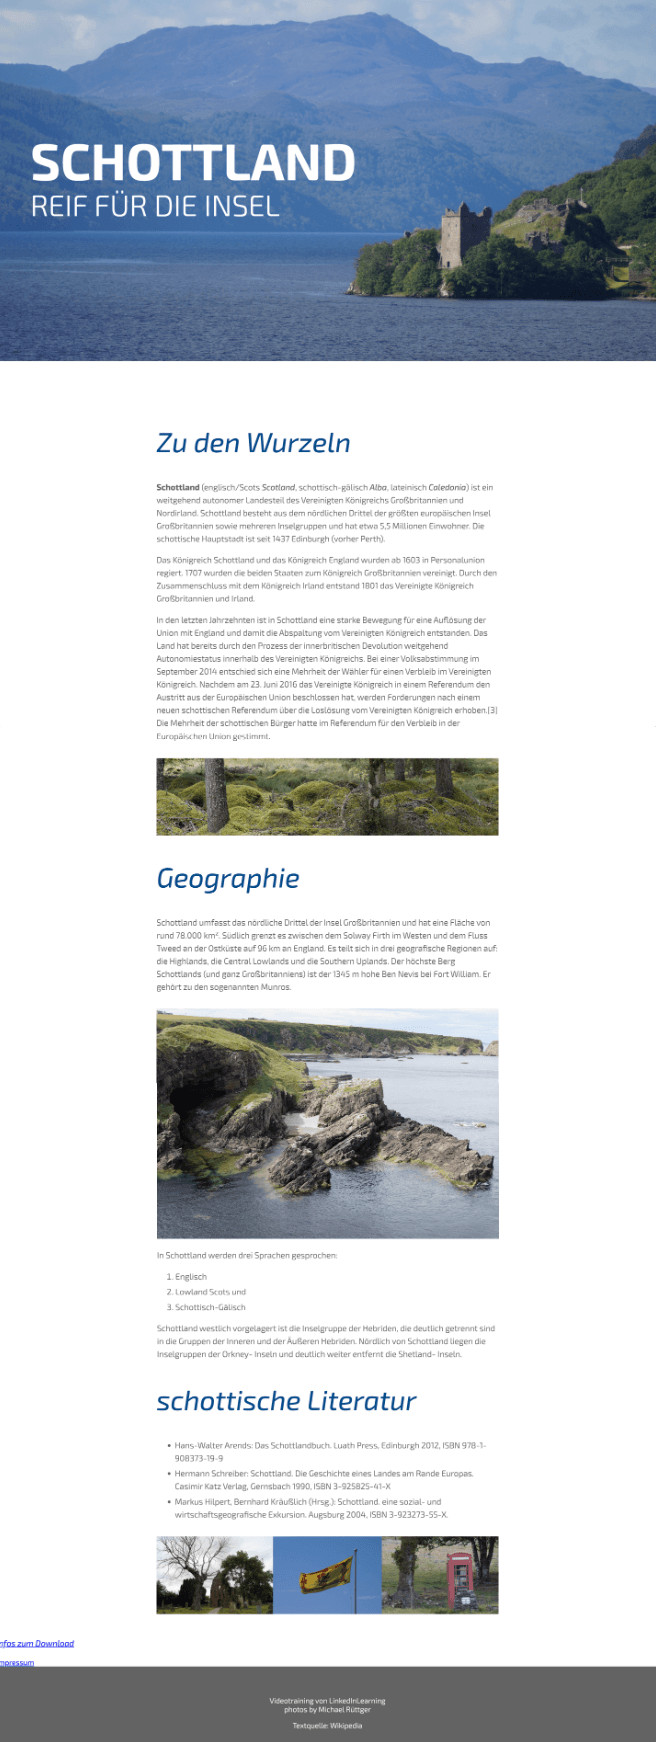 SCHOTTLAND
REIF FÜR DIE INSEL
Zu den Wurzeln
Schottland (englisch/Scots Scotland, schottisch-gälisch Alba, lateinisch Caledonia) ist ein
weitgehend autonomer Landesteil des Vereinigten Königreichs Großbritannien und
Nordirland. Schottland besteht aus dem nördlichen Drittel der größten europäischen Insel
Großbritannien sowie mehreren Inselgruppen und hat etwa 5,5 Millionen Einwohner. Die
schottische Hauptstadt ist seit 1437 Edinburgh (vorher Perth).
Das Königreich Schottland und das Königreich England wurden ab 1603 in Personalunion
regiert. 1707 wurden die beiden Staaten zum Königreich Großbritannien vereinigt. Durch den
Zusammenschluss mit dem Königreich Irland entstand 1801 das Vereinigte Königreich
Großbritannien und Irland.
In den letzten Jahrzehnten ist in Schottland eine starke Bewegung für eine Auflösung der
Union mit England und damit die Abspaltung vom Vereinigten Königreich entstanden. Das
Land hat bereits durch den Prozess der innerbritischen Devolution weitgehend
Autonomiestatus innerhalb des Vereinigten Königreichs. Bei einer Volksabstimmung im
September 2014 entschied sich eine Mehrheit der Wähler für einen Verbleib im Vereinigten
Königreich. Nachdem am 23. Juni 2016 das Vereinigte Königreich in einem Referendum den
Austritt aus der Europäischen Union beschlossen hat, werden Forderungen nach einem
neuen schottischen Referendum über die Loslösung vom Vereinigten Königreich erhoben.[3]
Die Mehrheit der schottischen Bürger hatte im Referendum für den Verbleib in der
Europäischen Union gestimmt.
Geographie
Schottland umfasst das nördliche Drittel der Insel Großbritannien und hat eine Fläche von
rund 78.000 km². Südlich grenzt es zwischen dem Solway Firth im Westen und dem Fluss
Tweed an der Ostküste auf 96 km an England. Es teilt sich in drei geografische Regionen auf:
die Highlands, die Central Lowlands und die Southern Uplands. Der höchste Berg
Schottlands (und ganz Großbritanniens) ist der 1345 m hohe Ben Nevis bei Fort William. Er
gehört zu den sogenannten Munros.
In Schottland werden drei Sprachen gesprochen:
1. Englisch
2. Lowland Scots und
3. Schottisch-Gälisch
Schottland westlich vorgelagert ist die Inselgruppe der Hebriden, die deutlich getrennt sind
in die Gruppen der Inneren und der Äußeren Hebriden. Nördlich von Schottland liegen die
Inselgruppen der Orkney- Inseln und deutlich weiter entfernt die Shetland- Inseln.
schottische Literatur
• Hans-Walter Arends: Das Schottlandbuch. Luath Press, Edinburgh 2012, ISBN 978-1-
908373-19-9
• Hermann Schreiber: Schottland. Die Geschichte eines Landes am Rande Europas.
Casimir Katz Verlag, Gernsbach 1990, ISBN 3-925825-41-X
• Markus Hilpert, Bernhard Kräußlich (Hrsg.): Schottland. eine sozial- und
wirtschaftsgeografische Exkursion. Augsburg 2004, ISBN 3-923273-55-X.
nfos zum Download
mpressum
Videotraining von LinkedInLearning
photos by Michael Rüttger
Textquelle: Wikipedia